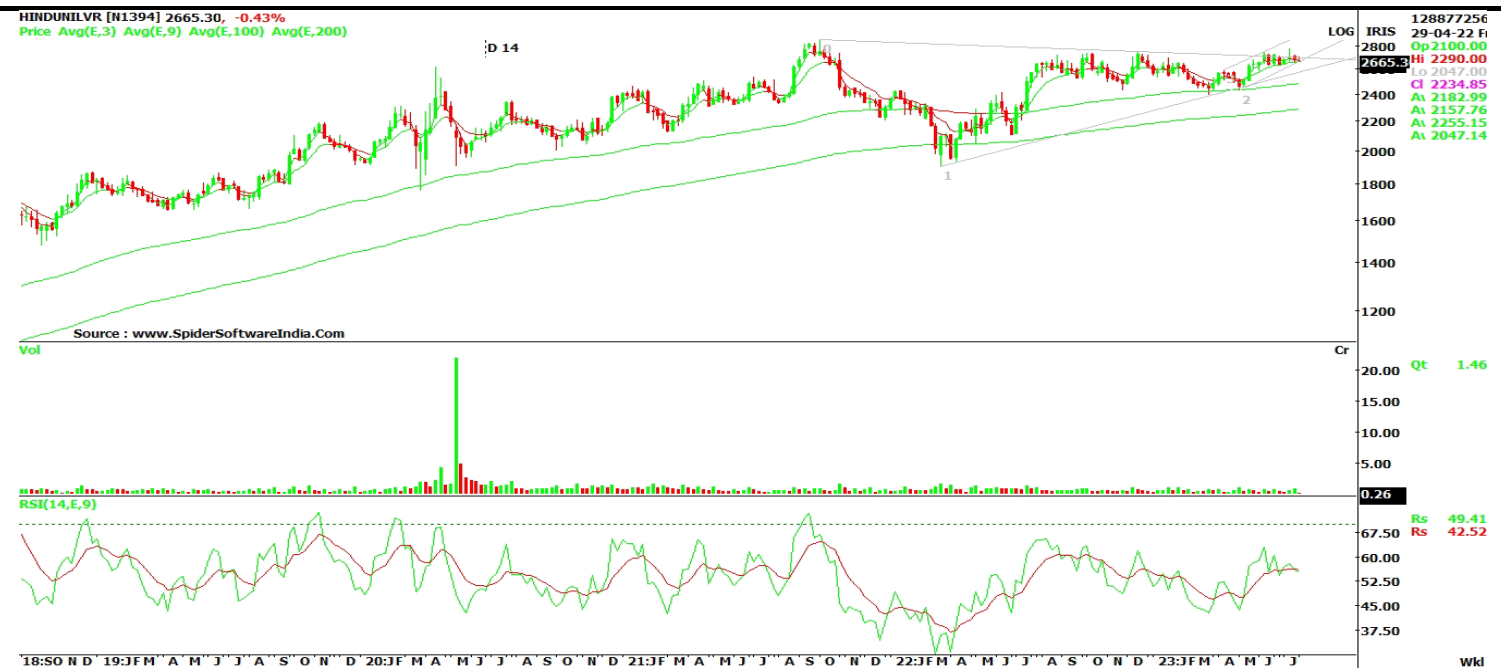 HINDUNILVR [N1394] 2665.30, -0.43%
Price Avg(E,3) Avg(E,9) Avg(E,100) Avg(E,200)
D 14
LOG
IRIS
128877256
29-04-22
Op 2100.00
Hi 2290.00
Lo 2047.00
Cl 2234.85
2182.99
2157.76
2255.15
2047.14
0
1
2
2800
2665.3
2400
2200
2000
1800
1600
1400
1200
Source : www.SpiderSoftwareIndia.Com
Vol
Cr
Qt 1.46
20.00
15.00
10.00
5.00
0.26
RSI(14,E,9)
Rs 49.41
Rs 42.52
67.50
60.00
52.50
45.00
37.50
18:SO N D 19:JF M A M J J A S O N D 20:JF M A M J J A S O N D 21:JF M A M J J A S O N D 22:JF M A M J J A S O N D 23:JF M A M J J
Wkl